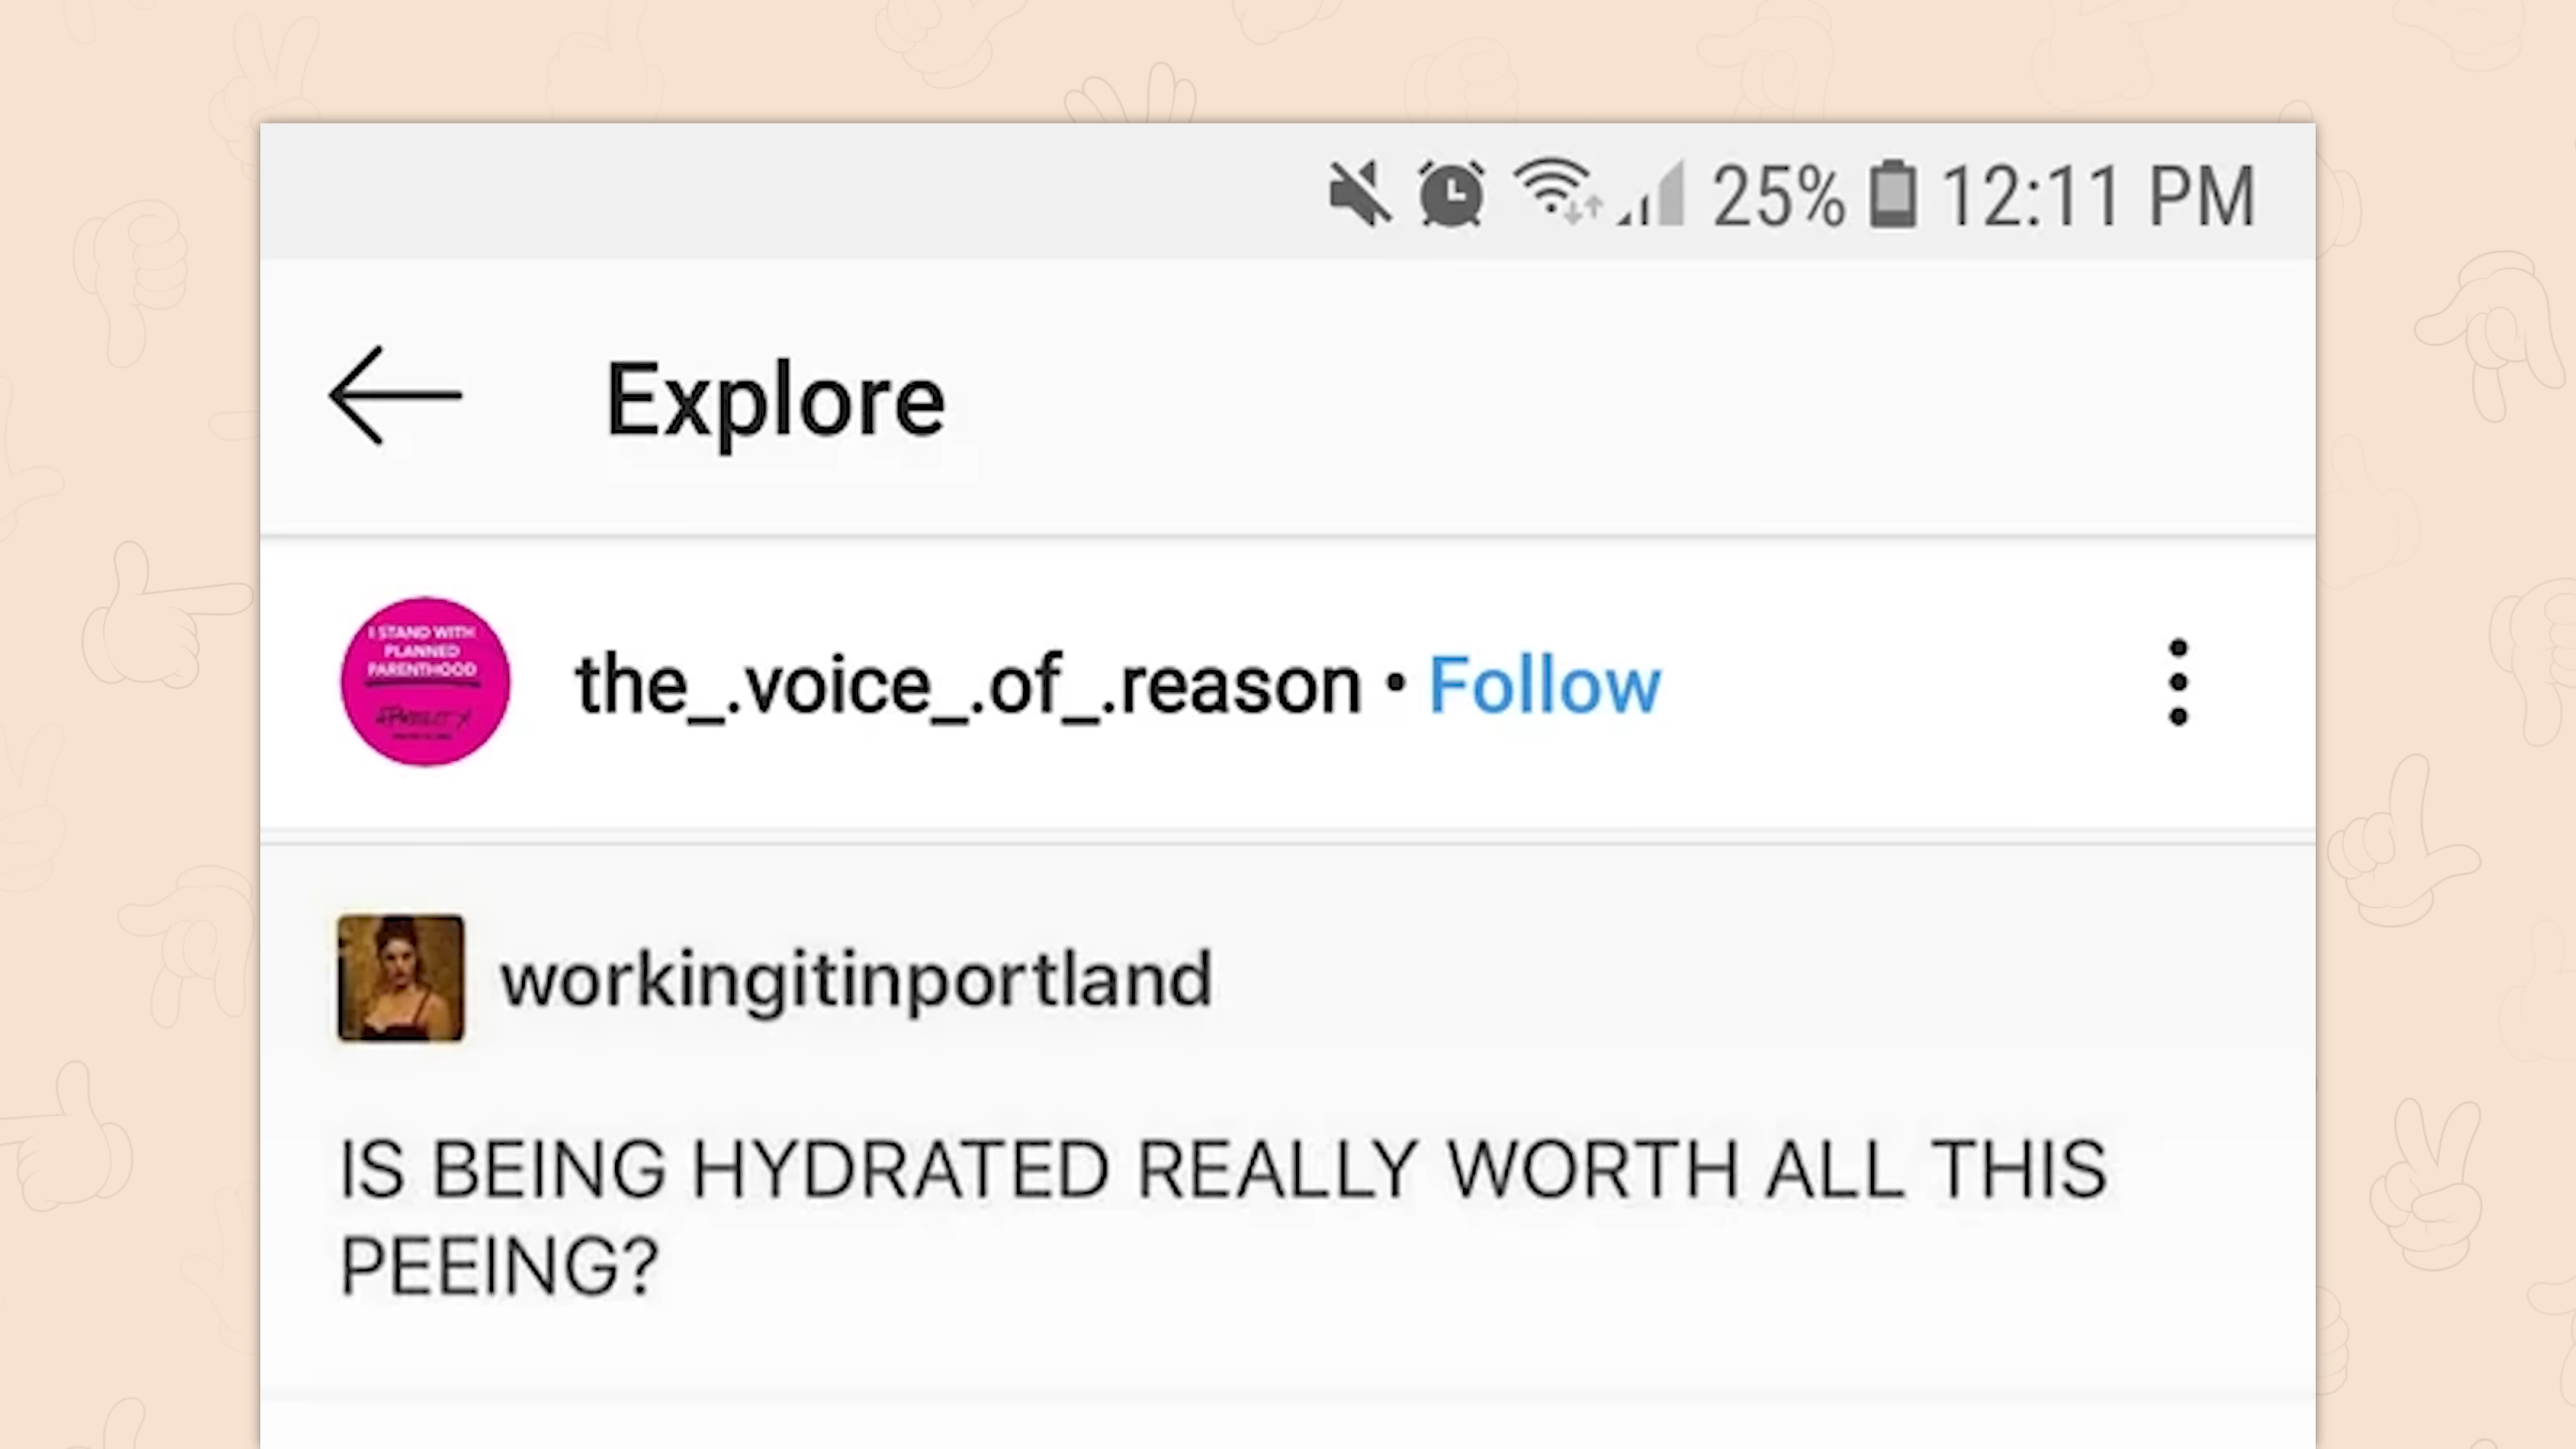 25% 12:11 PM
Explore
I STAND WITH
PLANNED
PARENTHOOD
the_.voice_.of_.reason • Follow
workingitinportland
IS BEING HYDRATED REALLY WORTH ALL THIS
PEEING?